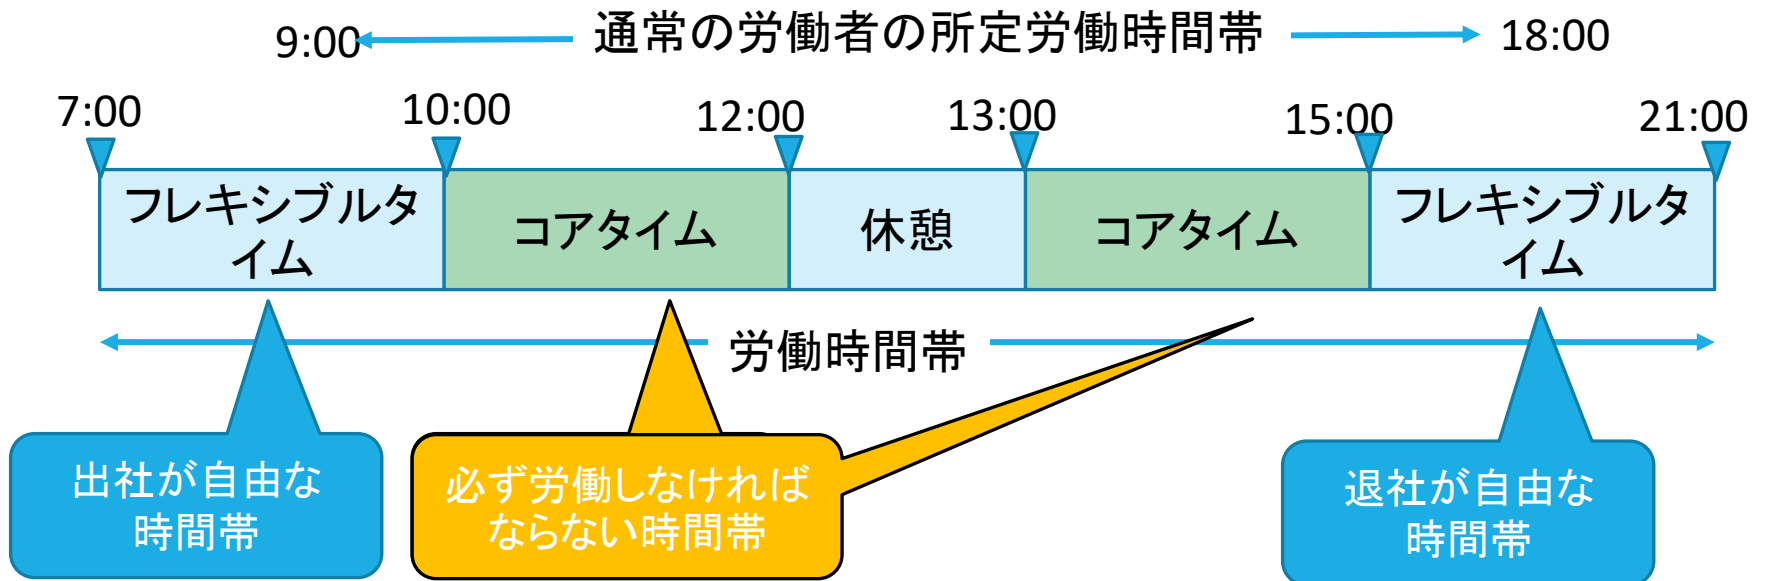 9:00 通常の労働者の所定労働時間帯 18:00
7:00 10:00 12:00 13:00 15:00 21:00
フレキシブルタ
イム
コアタイム
休憩
コアタイム
フレキシブルタ
イム
労働時間帯
出社が自由な
時間帯
必ず労働しなければ
ならない時間帯
退社が自由な
時間帯